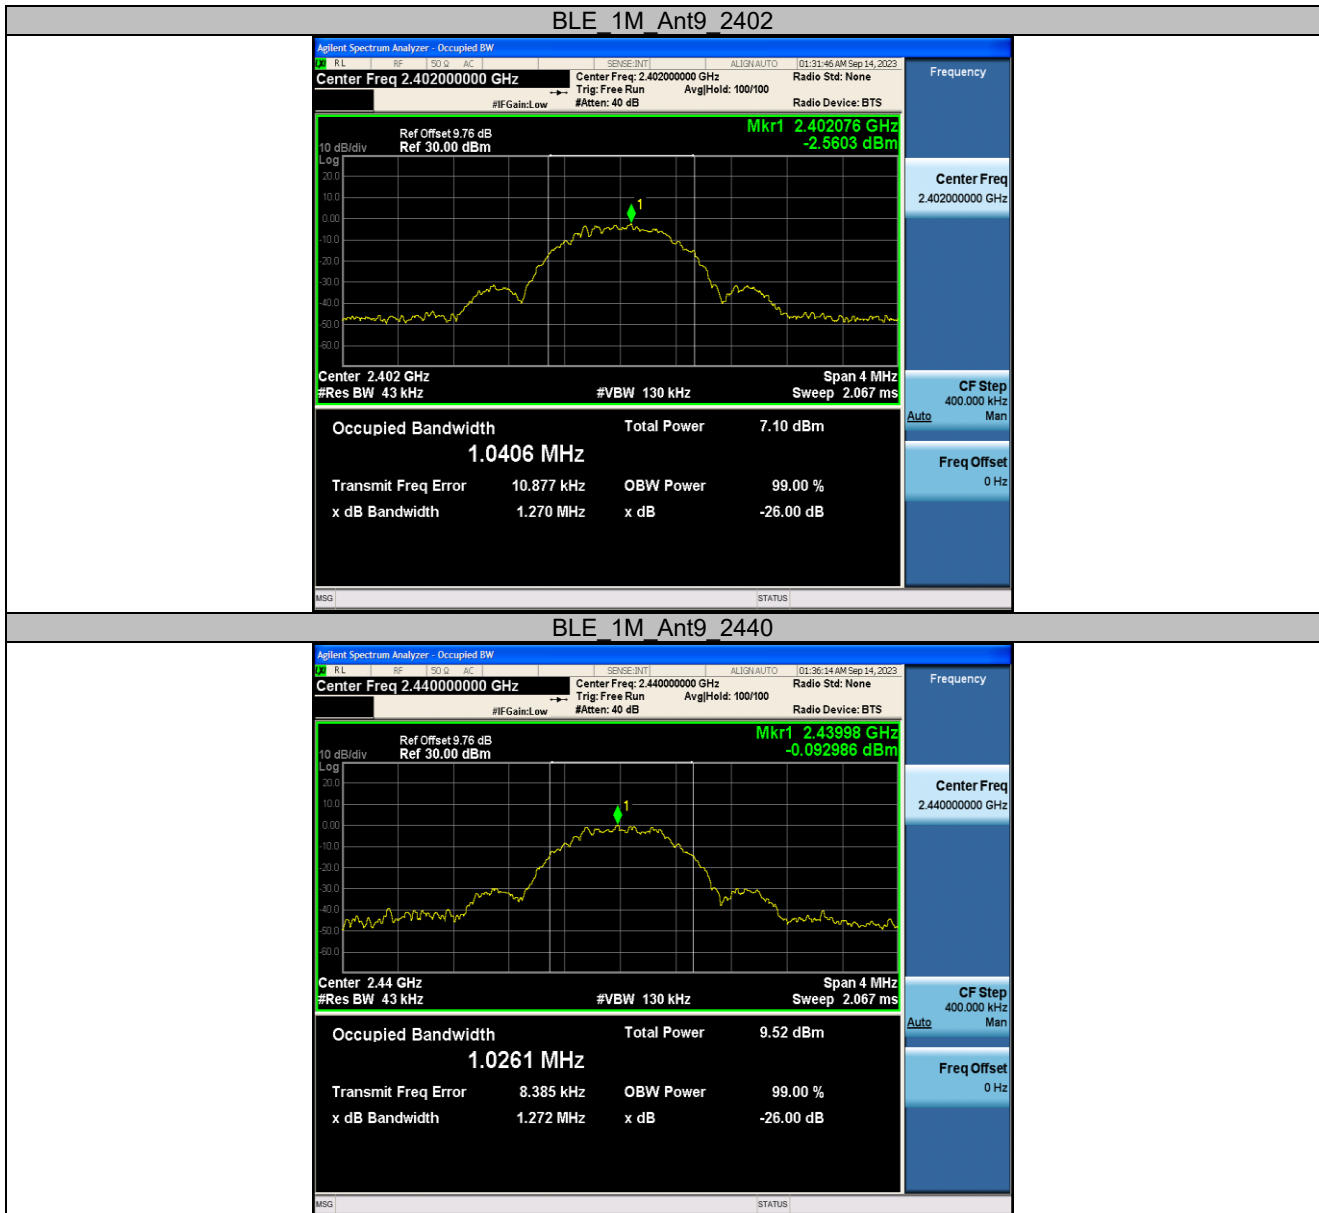 BLE_1M_Ant9_2402
Agilent Spectrum Analyzer - Occupied BW
RL RF 50 Ω AC SENSE:INT ALIGNAUTO 01:31:46 AM Sep 14, 2023
Center Freq 2.402000000 GHz
Center Freq: 2.402000000 GHz Radio Std: None
Trig: Free Run Avg|Hold: 100/100
#IFGain:Low #Atten: 40 dB Radio Device: BTS
Frequency
Mkr1 2.402076 GHz
-2.5603 dBm
Ref Offset 9.76 dB
10 dB/div Ref 30.00 dBm
Log
20.0
10.0
0.00
-10.0
-20.0
-30.0
-40.0
-50.0
-60.0
1
Center 2.402 GHz Span 4 MHz
#Res BW 43 kHz #VBW 130 kHz Sweep 2.067 ms
Center Freq
2.402000000 GHz
CF Step
400.000 kHz
Auto Man
Freq Offset
0 Hz
Occupied Bandwidth Total Power 7.10 dBm
1.0406 MHz
Transmit Freq Error 10.877 kHz OBW Power 99.00 %
x dB Bandwidth 1.270 MHz x dB -26.00 dB
MSG STATUS
BLE_1M_Ant9_2440
Agilent Spectrum Analyzer - Occupied BW
RL RF 50 Ω AC SENSE:INT ALIGNAUTO 01:36:14 AM Sep 14, 2023
Center Freq 2.440000000 GHz
Center Freq: 2.440000000 GHz Radio Std: None
Trig: Free Run Avg|Hold: 100/100
#IFGain:Low #Atten: 40 dB Radio Device: BTS
Frequency
Mkr1 2.43998 GHz
-0.092986 dBm
Ref Offset 9.76 dB
10 dB/div Ref 30.00 dBm
Log
20.0
10.0
0.00
-10.0
-20.0
-30.0
-40.0
-50.0
-60.0
1
Center 2.44 GHz Span 4 MHz
#Res BW 43 kHz #VBW 130 kHz Sweep 2.067 ms
Center Freq
2.440000000 GHz
CF Step
400.000 kHz
Auto Man
Freq Offset
0 Hz
Occupied Bandwidth Total Power 9.52 dBm
1.0261 MHz
Transmit Freq Error 8.385 kHz OBW Power 99.00 %
x dB Bandwidth 1.272 MHz x dB -26.00 dB
MSG STATUS